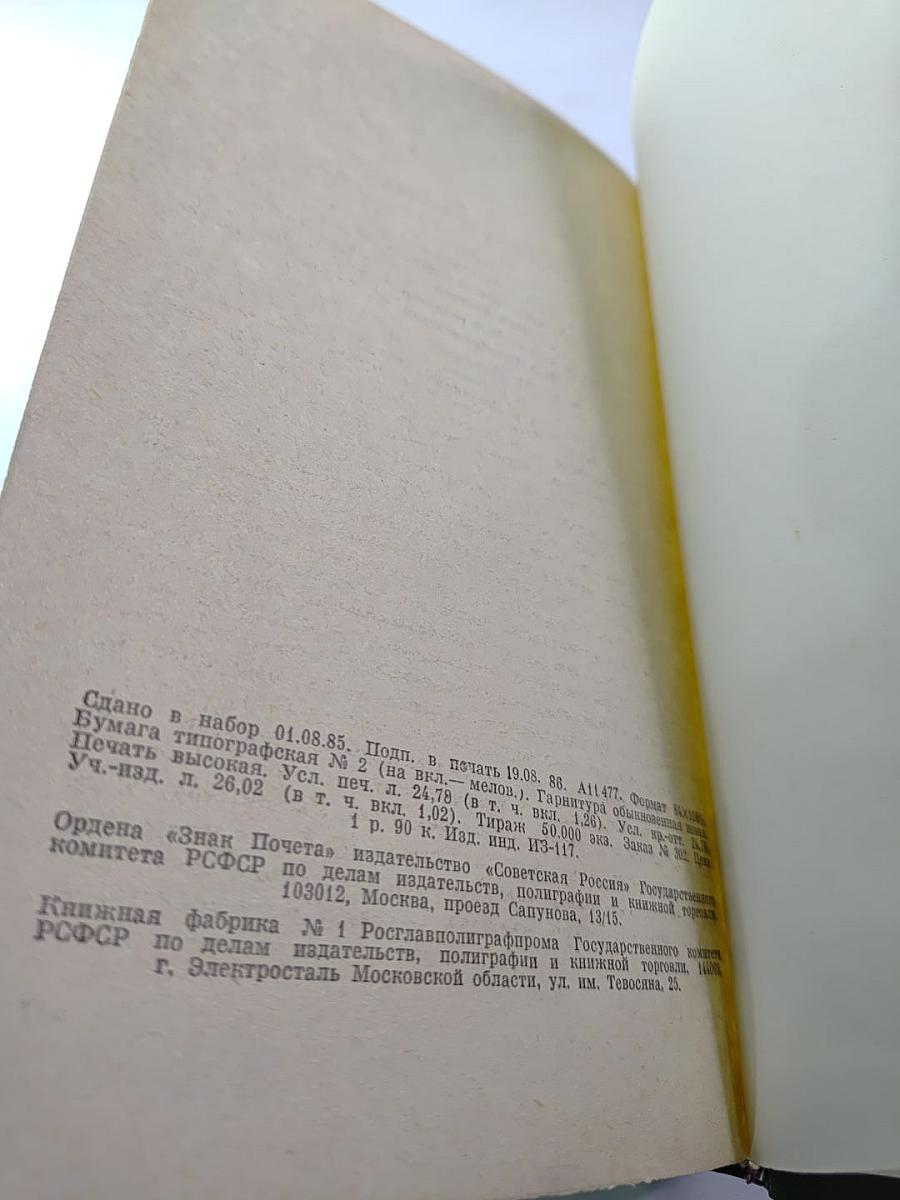 Сдано в набор 01.08.85. Подп. в печать 19.08. 86. А11477. Формат
Бумага типографская № 2 (на вкл.— мелов.). Гарнитура обыкновенная новая.
Печать высокая. Усл. печ. л. 24,78 (в т. ч. вкл. 1,26). Усл. кр.-отт.
Уч.-изд. л. 26,02 (в т. ч. вкл. 1,02). Тираж 50.000 экз. Заказ № 302. Цена
1 р. 90 к. Изд. инд. ИЗ-117.
Ордена «Знак Почета» издательство «Советская Россия» Государственного
комитета РСФСР по делам издательств, полиграфии и книжной торговли.
103012, Москва, проезд Сапунова, 13/15.
Книжная фабрика № 1 Росглавполиграфпрома Государственного комитета
РСФСР по делам издательств, полиграфии и книжной торговли, 144003,
г. Электросталь Московской области, ул. им. Тевосяна, 25.